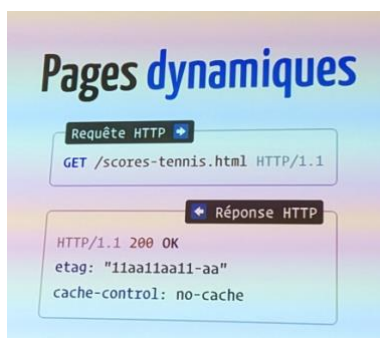 Pages dynamiques
Requête HTTP ➡
GET /scores-tennis.html HTTP/1.1
⬅ Réponse HTTP
HTTP/1.1 200 OK
etag: "11aa11aa11-aa"
cache-control: no-cache